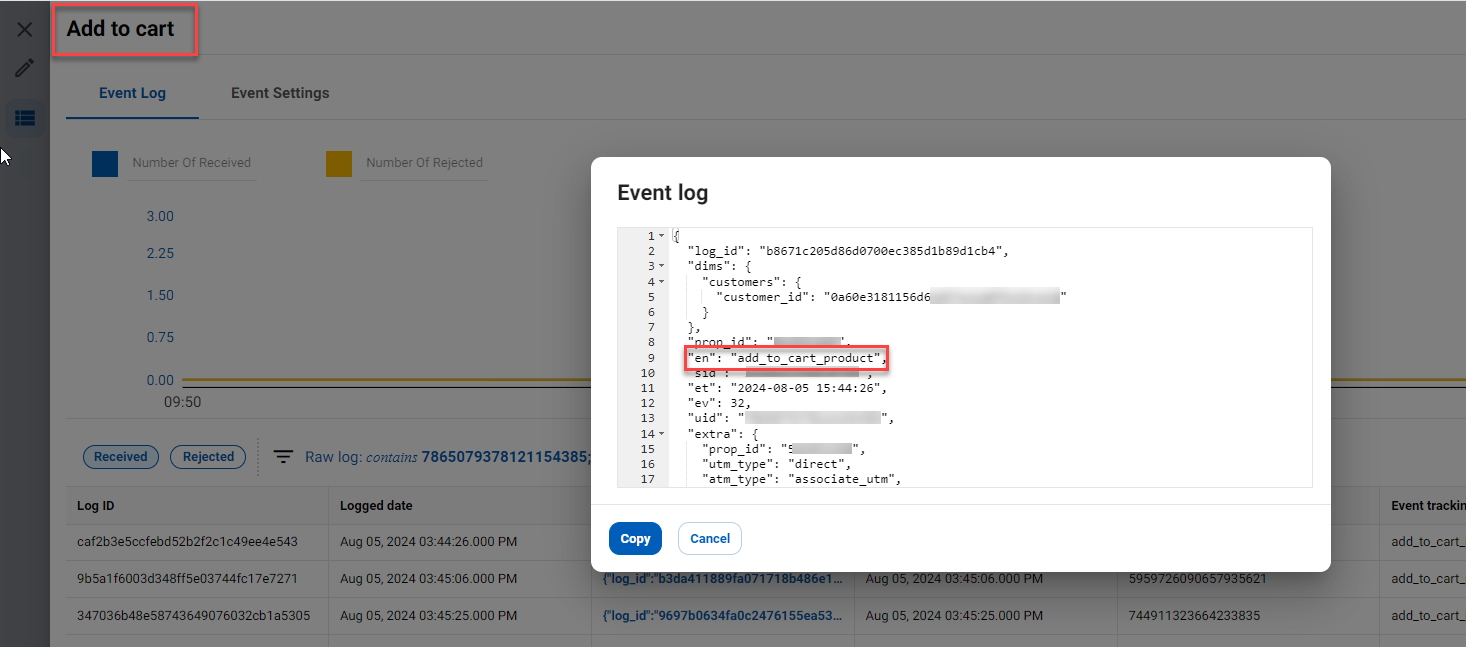 Add to cart
Event Log
Event Settings
Number Of Received
Number Of Rejected
3.00
2.25
1.50
0.75
0.00
09:50
Received
Rejected
Raw log: contains 7865079378121154385;
Log ID
Logged date
Event trackin
caf2b3e5ccfebd52b2f2c1c49ee4e543
Aug 05, 2024 03:44:26.000 PM
add_to_cart_
9b5a1f6003d348ff5e03744fc17e7271
Aug 05, 2024 03:45:06.000 PM
{"log_id":"b3da411889fa071718b486e1...
Aug 05, 2024 03:45:06.000 PM
5959726090657935621
add_to_cart_
347036b48e58743649076032cb1a5305
Aug 05, 2024 03:45:25.000 PM
{"log_id":"9697b0634fa0c2476155ea53...
Aug 05, 2024 03:45:25.000 PM
744911323664233835
add_to_cart_
Event log
1 {
2 "log_id": "b8671c205d86d0700ec385d1b89d1cb4",
3 "dims": {
4 "customers": {
5 "customer_id": "0a60e3181156d6 "
6 }
7 },
8 "prop_id": " ",
9 "en": "add_to_cart_product",
10 "sid": " ",
11 "et": "2024-08-05 15:44:26",
12 "ev": 32,
13 "uid": " ",
14 "extra": {
15 "prop_id": "5 ",
16 "utm_type": "direct",
17 "atm_type": "associate_utm",
Copy
Cancel